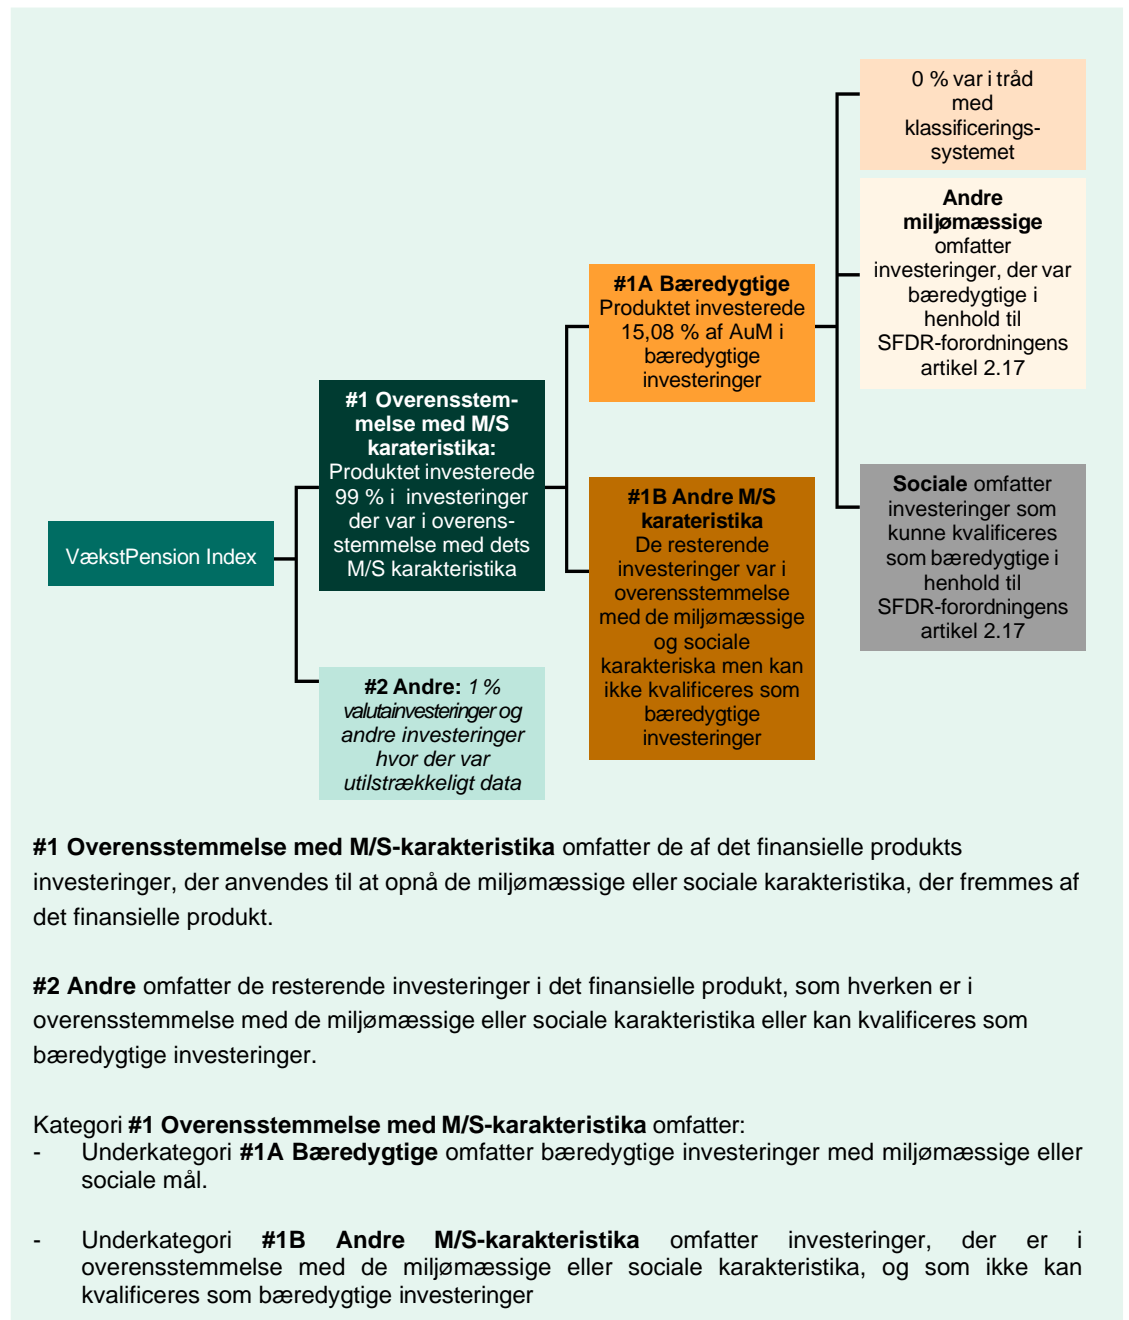 VækstPension Index
#1 Overensstem-
melse med M/S
karateristika:
Produktet investerede
99 % i investeringer
der var i overens-
stemmelse med dets
M/S karakteristika
#2 Andre: 1 %
valutainvesteringer og
andre investeringer
hvor der var
utilstrækkeligt data
#1A Bæredygtige
Produktet investerede
15,08 % af AuM i
bæredygtige
investeringer
#1B Andre M/S
karateristika
De resterende
investeringer var i
overensstemmelse
med de miljømæssige
og sociale
karakteriska men kan
ikke kvalificeres som
bæredygtige
investeringer
0 % var i tråd
med
klassificerings-
systemet
Andre
miljømæssige
omfatter
investeringer, der var
bæredygtige i
henhold til
SFDR-forordningens
artikel 2.17
Sociale omfatter
investeringer som
kunne kvalificeres
som bæredygtige i
henhold til
SFDR-forordningens
artikel 2.17
#1 Overensstemmelse med M/S-karakteristika omfatter de af det finansielle produkts
investeringer, der anvendes til at opnå de miljømæssige eller sociale karakteristika, der fremmes af
det finansielle produkt.
#2 Andre omfatter de resterende investeringer i det finansielle produkt, som hverken er i
overensstemmelse med de miljømæssige eller sociale karakteristika eller kan kvalificeres som
bæredygtige investeringer.
Kategori #1 Overensstemmelse med M/S-karakteristika omfatter:
- Underkategori #1A Bæredygtige omfatter bæredygtige investeringer med miljømæssige eller
sociale mål.
- Underkategori #1B Andre M/S-karakteristika omfatter investeringer, der er i
overensstemmelse med de miljømæssige eller sociale karakteristika, og som ikke kan
kvalificeres som bæredygtige investeringer